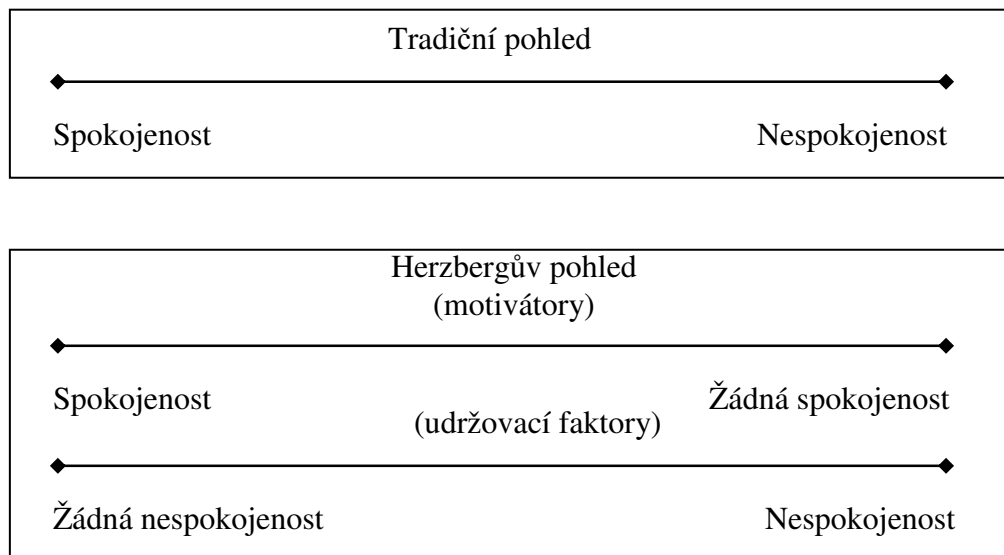 Tradiční pohled
Spokojenost Nespokojenost
Herzbergův pohled
(motivátory)
Spokojenost Žádná spokojenost
(udržovací faktory)
Žádná nespokojenost Nespokojenost